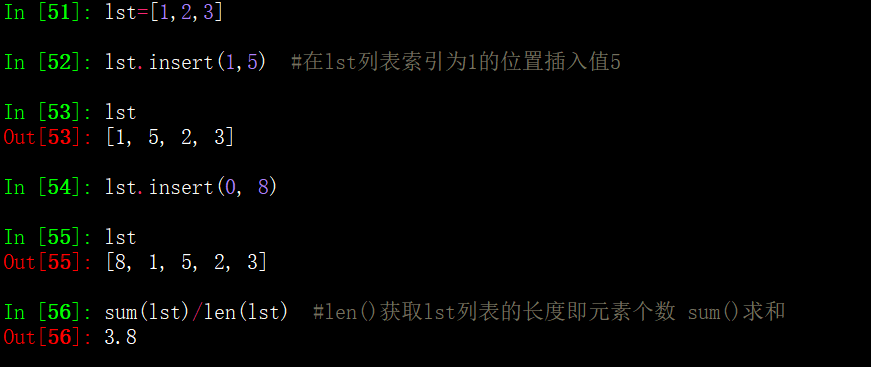 In [51]: lst=[1,2,3]
In [52]: lst.insert(1,5)  #在lst列表索引为1的位置插入值5
In [53]: lst
Out[53]: [1, 5, 2, 3]
In [54]: lst.insert(0, 8)
In [55]: lst
Out[55]: [8, 1, 5, 2, 3]
In [56]: sum(lst)/len(lst)  #len()获取lst列表的长度即元素个数 sum()求和
Out[56]: 3.8